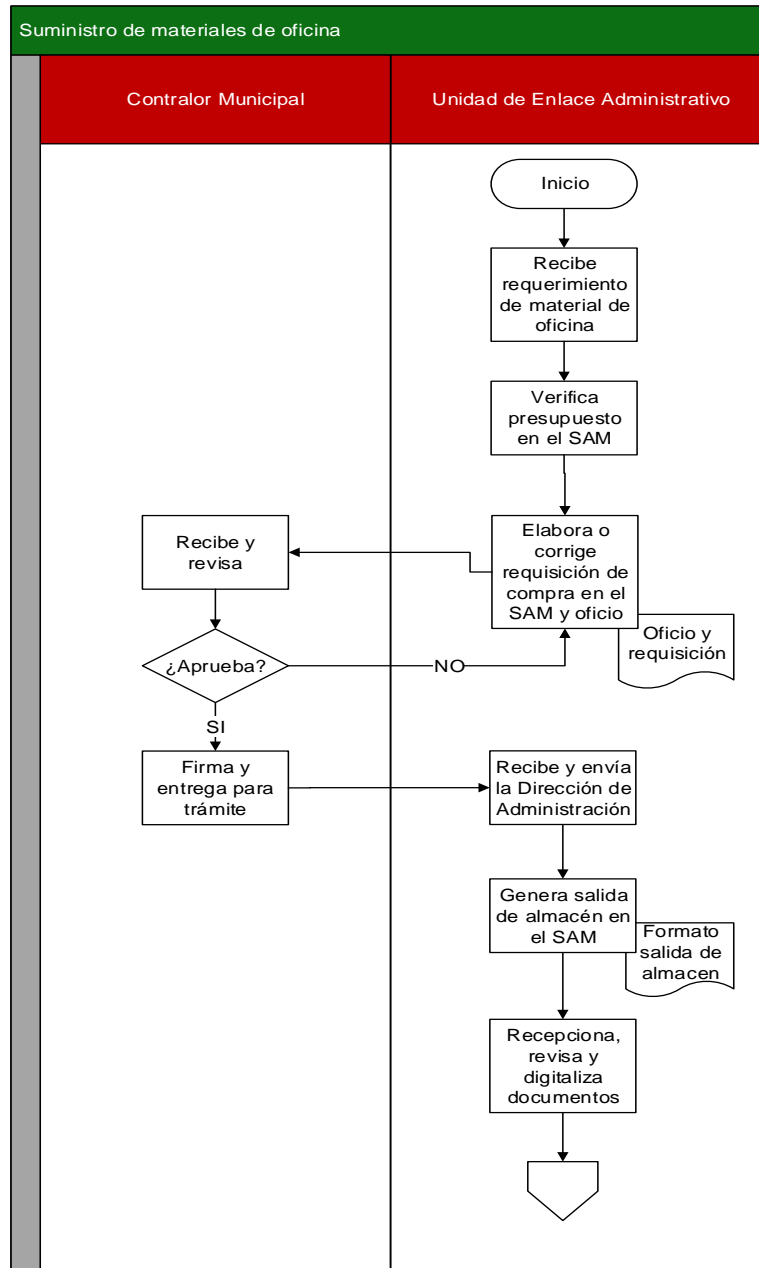 Suministro de materiales de oficina
Contralor Municipal
Unidad de Enlace Administrativo
Inicio
Recibe
requerimiento
de material de
oficina
Verifica
presupuesto
en el SAM
Elabora o
corrige
requisición de
compra en el
SAM y oficio
Oficio y
requisición
Recibe y
revisa
¿Aprueba?
NO
SI
Firma y
entrega para
trámite
Recibe y envía
la Dirección de
Administración
Genera salida
de almacén en
el SAM
Formato
salida de
almacen
Recepciona,
revisa y
digitaliza
documentos